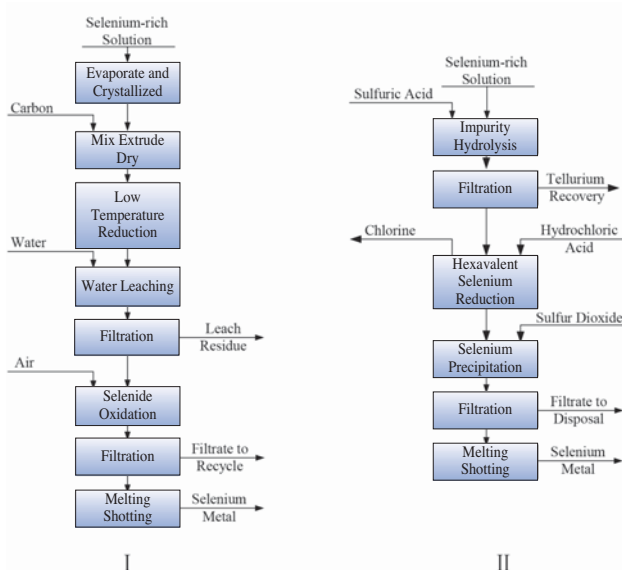 Selenium-rich
Solution
Evaporate and
Crystallized
Carbon
Mix Extrude
Dry
Low
Temperature
Reduction
Water
Water Leaching
Filtration
Leach
Residue
Air
Selenide
Oxidation
Filtration
Filtrate to
Recycle
Melting
Shotting
Selenium
Metal
I
Selenium-rich
Solution
Sulfuric Acid
Impurity
Hydrolysis
Filtration
Tellurium
Recovery
Chlorine
Hydrochloric
Acid
Hexavalent
Selenium
Reduction
Sulfur Dioxide
Selenium
Precipitation
Filtration
Filtrate to
Disposal
Melting
Shotting
Selenium
Metal
II